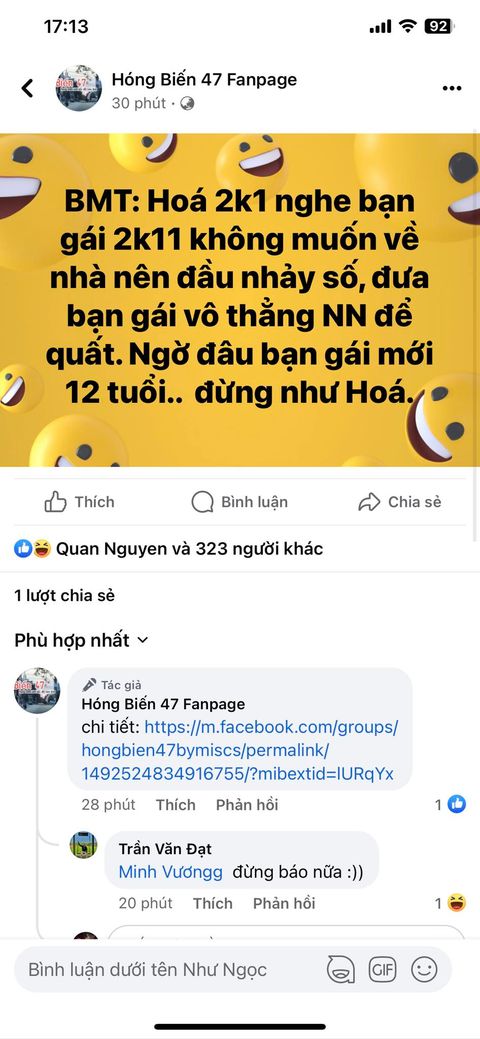 17:13
92
Hóng Biến 47 Fanpage
30 phút ·
BMT: Hoá 2k1 nghe bạn
gái 2k11 không muốn về
nhà nên đầu nhảy số, đưa
bạn gái vô thẳng NN để
quất. Ngờ đâu bạn gái mới
12 tuổi.. đừng như Hoá.
Thích
Bình luận
Chia sẻ
Quan Nguyen và 323 người khác
1 lượt chia sẻ
Phù hợp nhất
Tác giả
Hóng Biến 47 Fanpage
chi tiết: https://m.facebook.com/groups/
hongbien47bymiscs/permalink/
1492524834916755/?mibextid=lURqYx
28 phút Thích Phản hồi 1
Trần Văn Đạt
Minh Vươngg đừng báo nữa :))
20 phút Thích Phản hồi 1
Bình luận dưới tên Như Ngọc
GIF